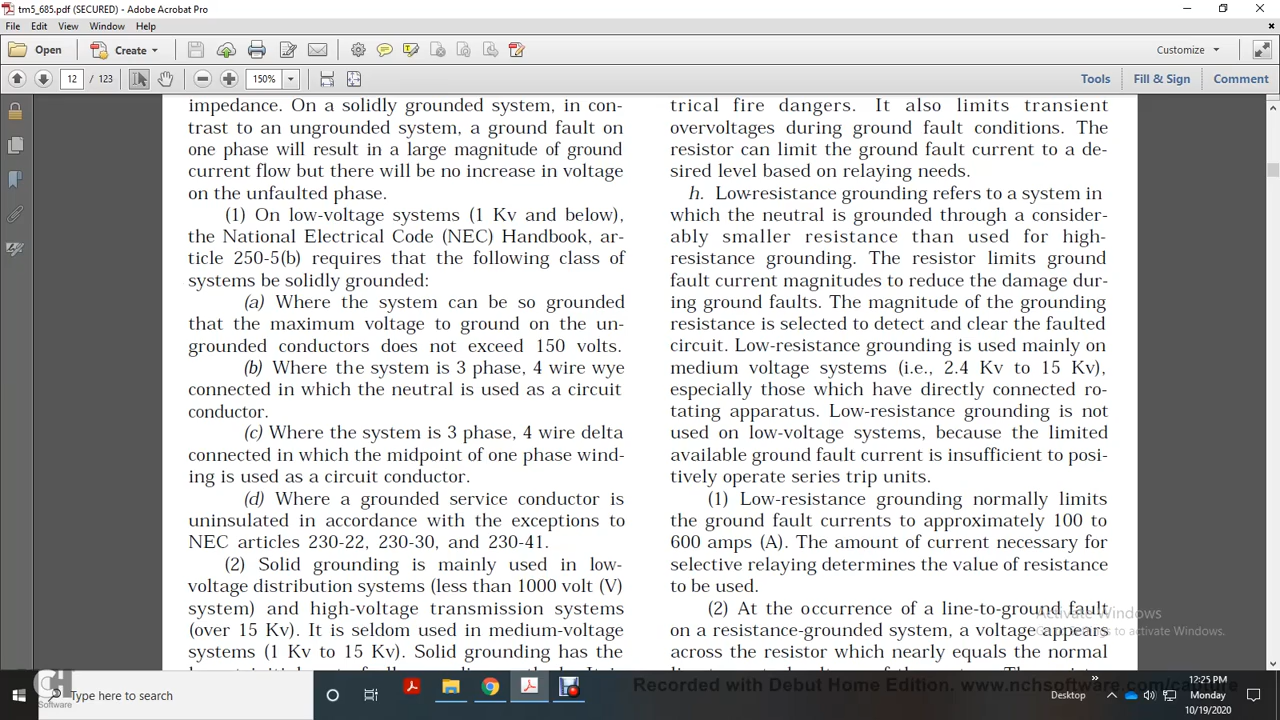 tm5_685.pdf (SECURED) - Adobe Acrobat Pro
File Edit View Window Help
Open Create Customize
12 / 123 150% Tools Fill & Sign Comment
impedance. On a solidly grounded system, in con-
trast to an ungrounded system, a ground fault on
one phase will result in a large magnitude of ground
current flow but there will be no increase in voltage
on the unfaulted phase.
(1) On low-voltage systems (1 Kv and below),
the National Electrical Code (NEC) Handbook, ar-
ticle 250-5(b) requires that the following class of
systems be solidly grounded:
(a) Where the system can be so grounded
that the maximum voltage to ground on the un-
grounded conductors does not exceed 150 volts.
(b) Where the system is 3 phase, 4 wire wye
connected in which the neutral is used as a circuit
conductor.
(c) Where the system is 3 phase, 4 wire delta
connected in which the midpoint of one phase wind-
ing is used as a circuit conductor.
(d) Where a grounded service conductor is
uninsulated in accordance with the exceptions to
NEC articles 230-22, 230-30, and 230-41.
(2) Solid grounding is mainly used in low-
voltage distribution systems (less than 1000 volt (V)
system) and high-voltage transmission systems
(over 15 Kv). It is seldom used in medium-voltage
systems (1 Kv to 15 Kv). Solid grounding has the
trical fire dangers. It also limits transient
overvoltages during ground fault conditions. The
resistor can limit the ground fault current to a de-
sired level based on relaying needs.
h. Low-resistance grounding refers to a system in
which the neutral is grounded through a consider-
ably smaller resistance than used for high-
resistance grounding. The resistor limits ground
fault current magnitudes to reduce the damage dur-
ing ground faults. The magnitude of the grounding
resistance is selected to detect and clear the faulted
circuit. Low-resistance grounding is used mainly on
medium voltage systems (i.e., 2.4 Kv to 15 Kv),
especially those which have directly connected ro-
tating apparatus. Low-resistance grounding is not
used on low-voltage systems, because the limited
available ground fault current is insufficient to posi-
tively operate series trip units.
(1) Low-resistance grounding normally limits
the ground fault currents to approximately 100 to
600 amps (A). The amount of current necessary for
selective relaying determines the value of resistance
to be used.
(2) At the occurrence of a line-to-ground fault
on a resistance-grounded system, a voltage appears
across the resistor which nearly equals the normal
Activate Windows
Go to Settings to activate Windows.
CH
Software
Type here to search
Recorded with Debut Home Edition. www.nchsoftware.com/capture
Desktop
12:25 PM
Monday
10/19/2020